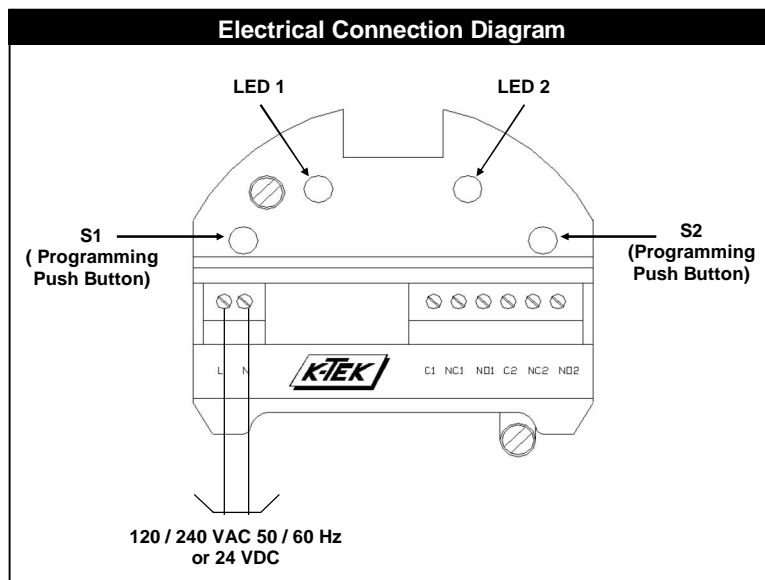 Electrical Connection Diagram
LED 1
LED 2
S1
( Programming
Push Button)
S2
(Programming
Push Button)
L N
K-TEK
C1 NC1 NO1 C2 NC2 NO2
120 / 240 VAC 50 / 60 Hz
or 24 VDC